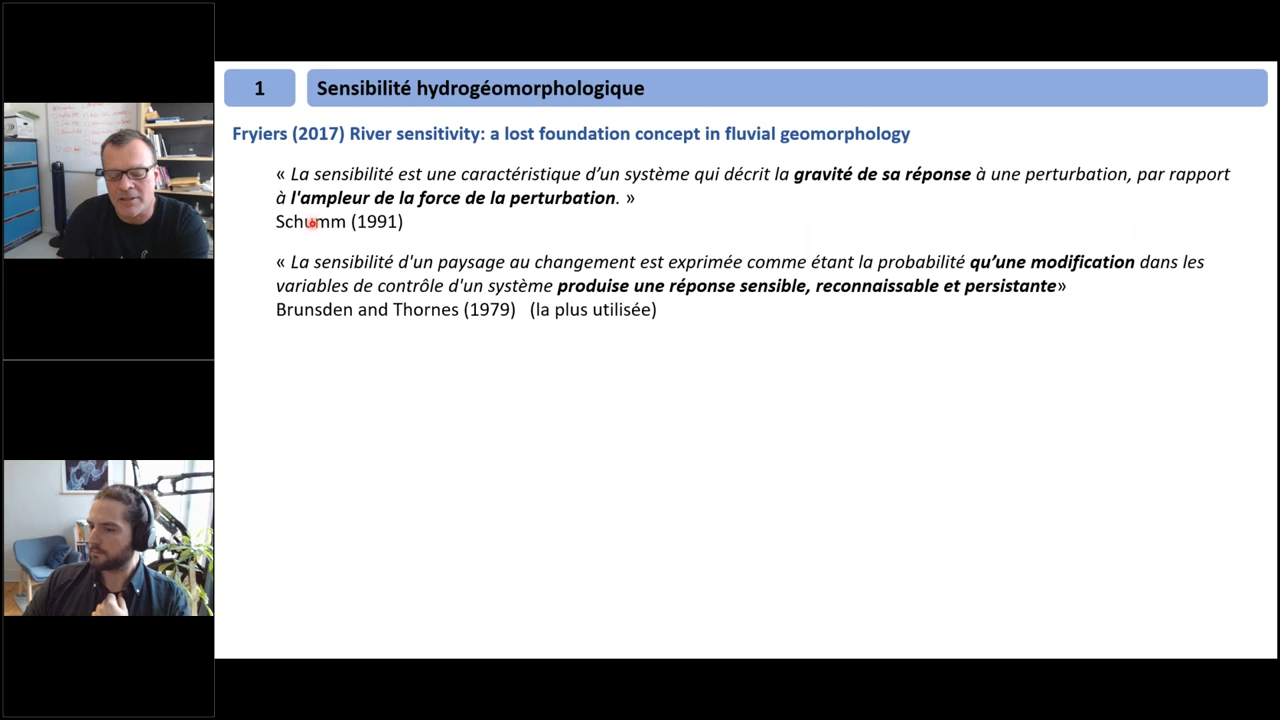 1
Sensibilité hydrogéomorphologique
Fryiers (2017) River sensitivity: a lost foundation concept in fluvial geomorphology
« La sensibilité est une caractéristique d’un système qui décrit la gravité de sa réponse à une perturbation, par rapport
à l'ampleur de la force de la perturbation. »
Schumm (1991)
« La sensibilité d'un paysage au changement est exprimée comme étant la probabilité qu’une modification dans les
variables de contrôle d'un système produise une réponse sensible, reconnaissable et persistante»
Brunsden and Thornes (1979) (la plus utilisée)